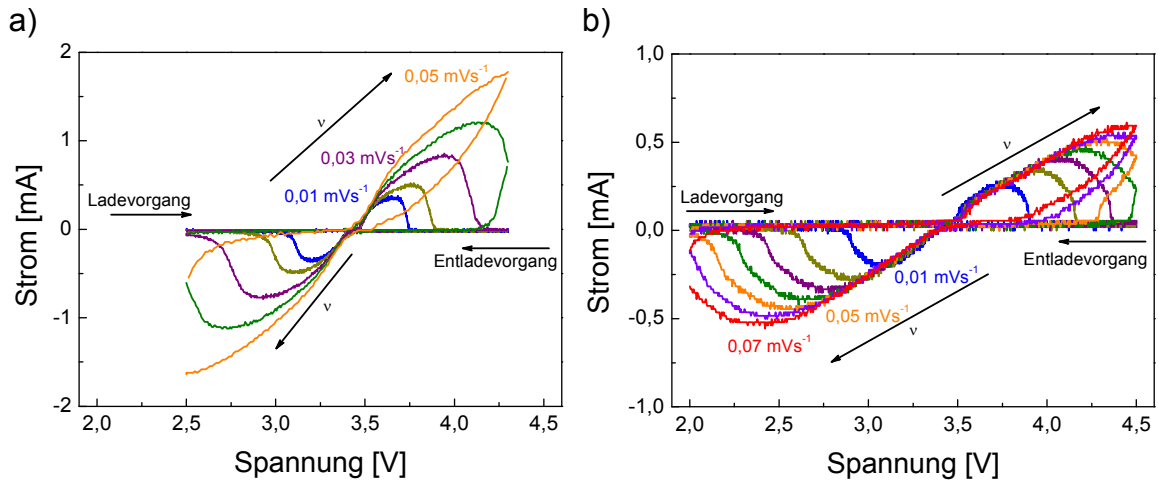 a)
2
1
0
-1
-2
2,0
2,5
3,0
3,5
4,0
4,5
Strom [mA]
Spannung [V]
0,05 mVs⁻¹
0,03 mVs⁻¹
0,01 mVs⁻¹
ν
ν
Ladevorgang
Entladevorgang
b)
1,0
0,5
0,0
-0,5
-1,0
2,0
2,5
3,0
3,5
4,0
4,5
Strom [mA]
Spannung [V]
ν
ν
Ladevorgang
Entladevorgang
0,01 mVs⁻¹
0,05 mVs⁻¹
0,07 mVs⁻¹